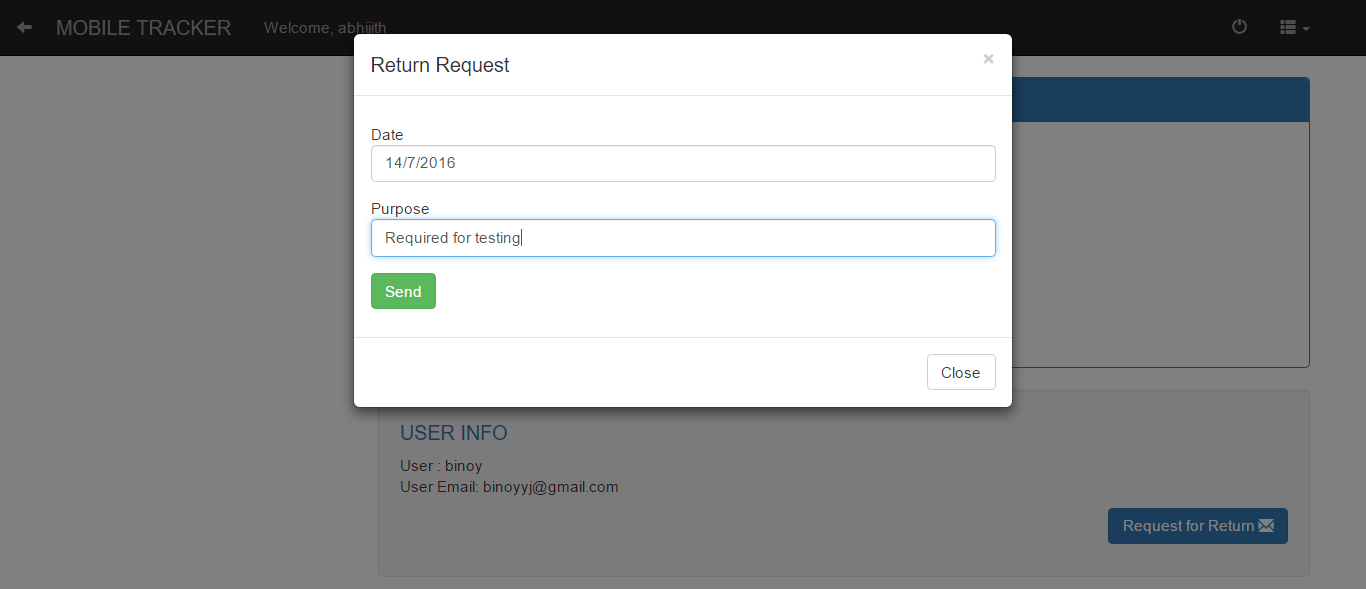 MOBILE TRACKER
Welcome, abhijith
Return Request
×
Date
14/7/2016
Purpose
Required for testing
Send
Close
USER INFO
User : binoy
User Email: binoyyj@gmail.com
Request for Return